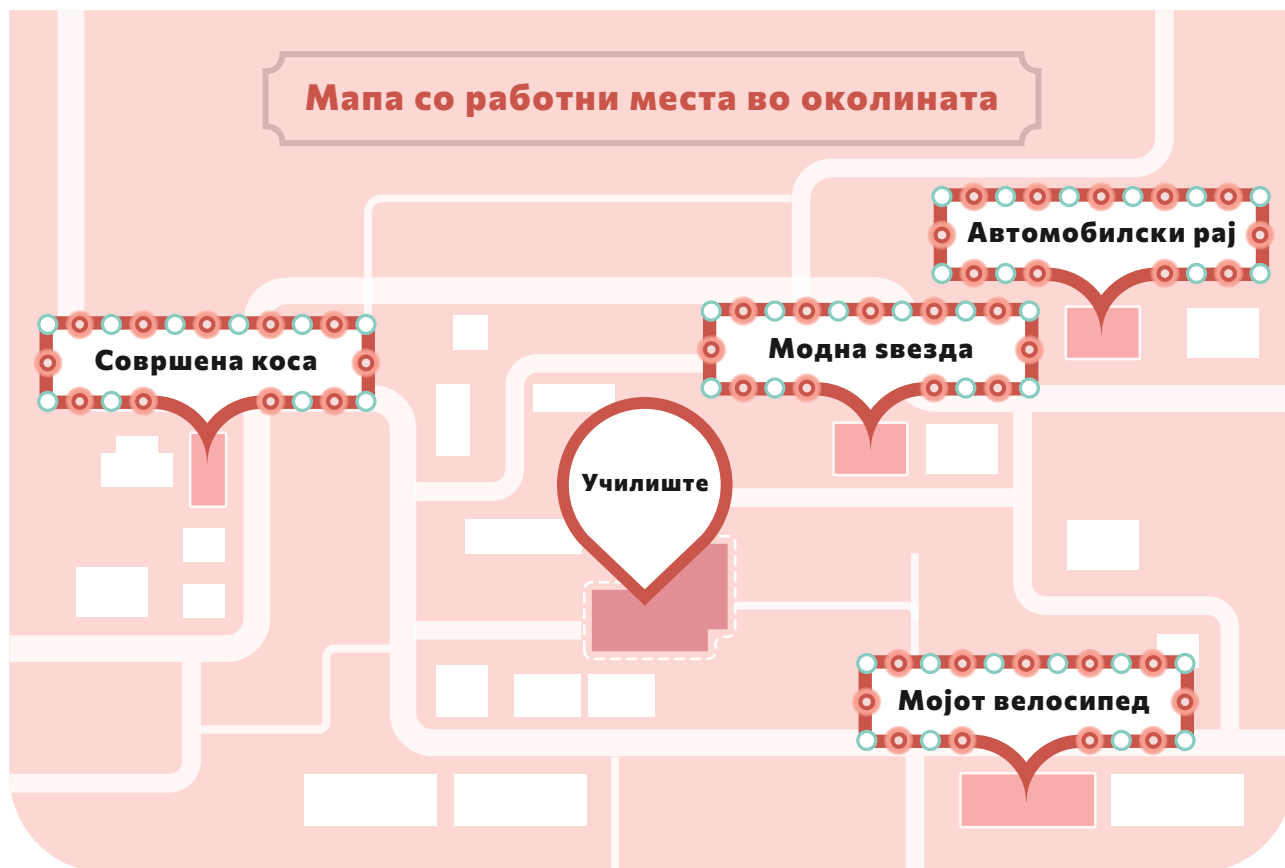 Мапа со работни места во околината
Автомобилски рај
Модна ѕвезда
Совршена коса
Училиште
Мојот велосипед